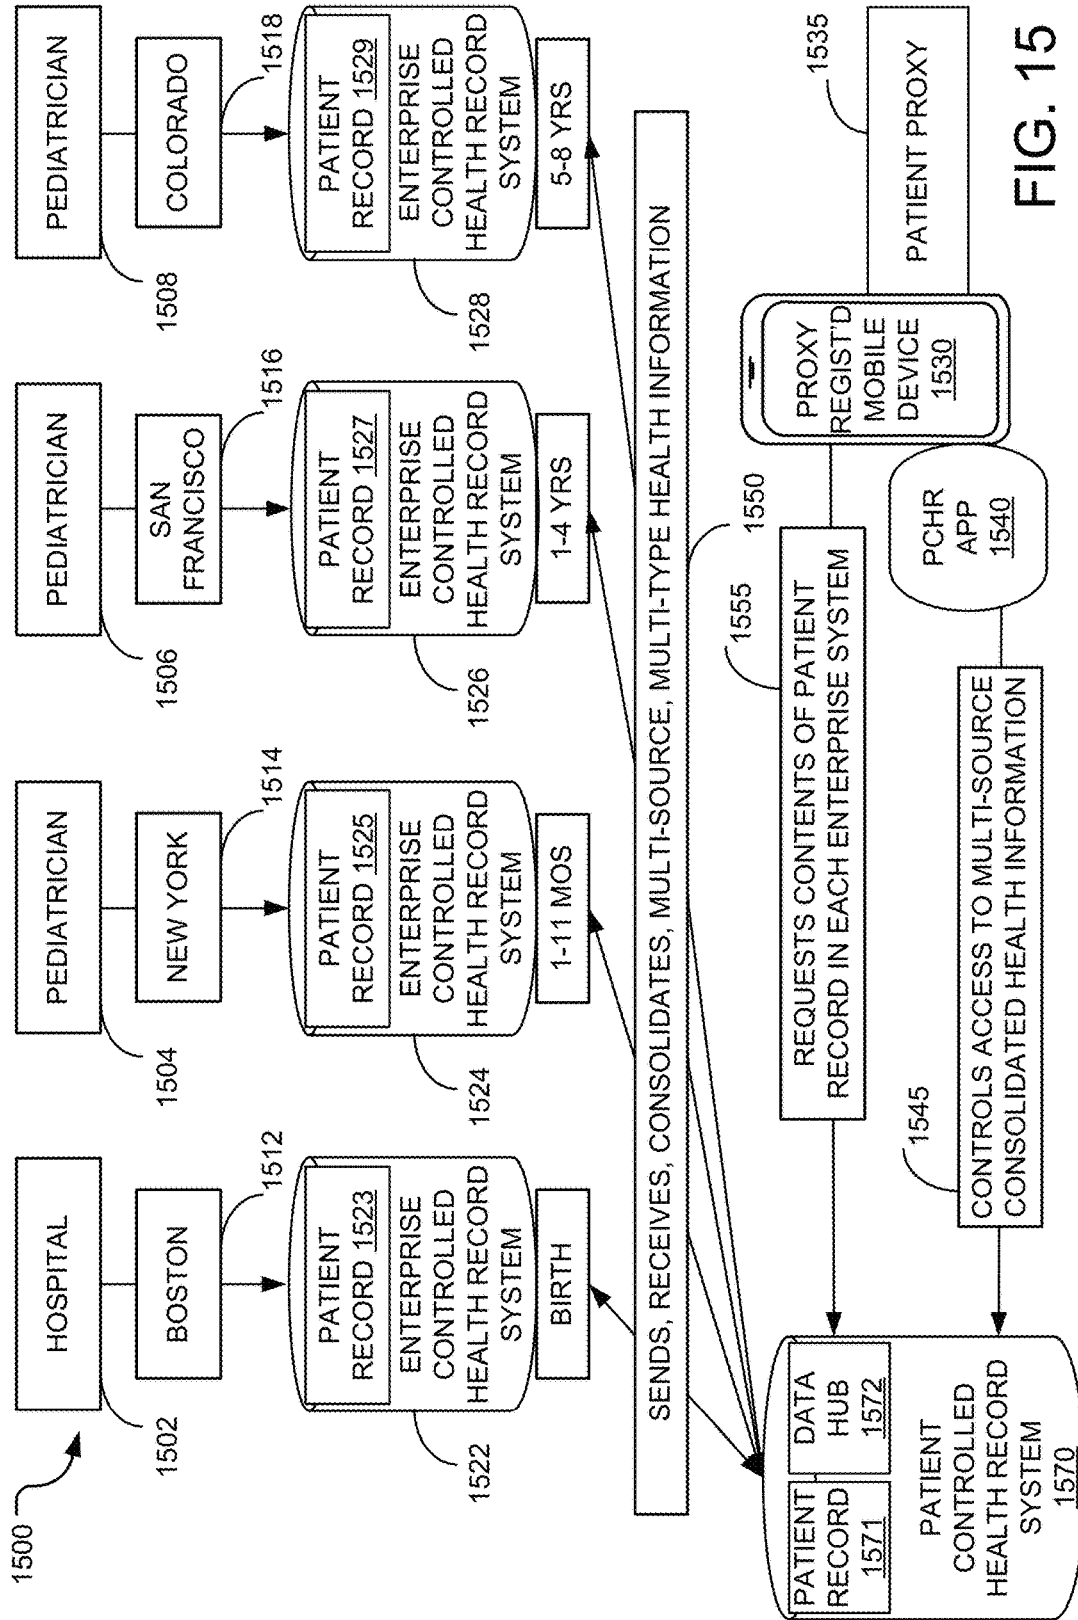 1500
HOSPITAL
1502
BOSTON
1512
PATIENT
RECORD 1523
ENTERPRISE
CONTROLLED
HEALTH RECORD
SYSTEM
1522
BIRTH
PEDIATRICIAN
1504
NEW YORK
1514
PATIENT
RECORD 1525
ENTERPRISE
CONTROLLED
HEALTH RECORD
SYSTEM
1524
1-11 MOS
PEDIATRICIAN
1506
SAN
FRANCISCO
1516
PATIENT
RECORD 1527
ENTERPRISE
CONTROLLED
HEALTH RECORD
SYSTEM
1526
1-4 YRS
PEDIATRICIAN
1508
COLORADO
1518
PATIENT
RECORD 1529
ENTERPRISE
CONTROLLED
HEALTH RECORD
SYSTEM
1528
5-8 YRS
SENDS, RECEIVES, CONSOLIDATES, MULTI-SOURCE, MULTI-TYPE HEALTH INFORMATION
1550
PATIENT
RECORD
1571
DATA
HUB
1572
PATIENT
CONTROLLED
HEALTH RECORD
SYSTEM
1570
1555
REQUESTS CONTENTS OF PATIENT
RECORD IN EACH ENTERPRISE SYSTEM
1545
CONTROLS ACCESS TO MULTI-SOURCE
CONSOLIDATED HEALTH INFORMATION
PROXY
REGIST'D
MOBILE
DEVICE
1530
PCHR
APP
1540
1535
PATIENT PROXY
FIG. 15